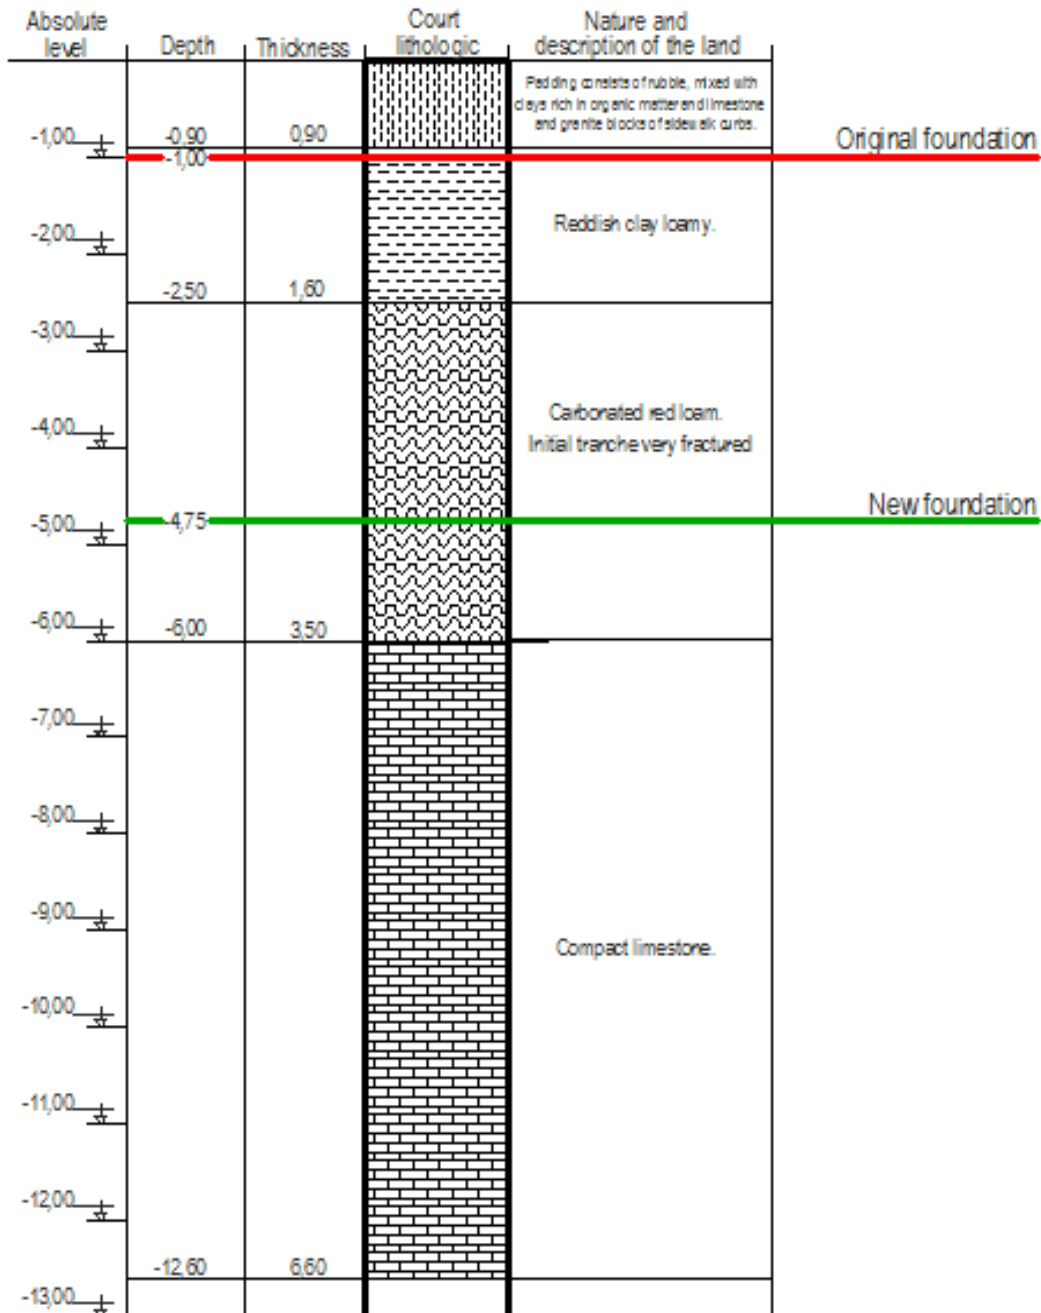 Absolute
level
Depth
Thickness
Court
lithologic
Nature and
description of the land
Padding consists of rubble, mixed with
clays rich in organic matter and limestone
and granite blocks of sidewalk curbs.
-1,00
-0,90
0,90
Original foundation
-1,00
-2,00
Reddish clay loamy.
-2,50
1,60
-3,00
Carbonated red loam.
-4,00
Initial tranche very fractured
New foundation
-5,00
-4,75
-6,00
-6,00
3,50
-7,00
-8,00
-9,00
Compact limestone.
-10,00
-11,00
-12,00
-12,60
6,60
-13,00